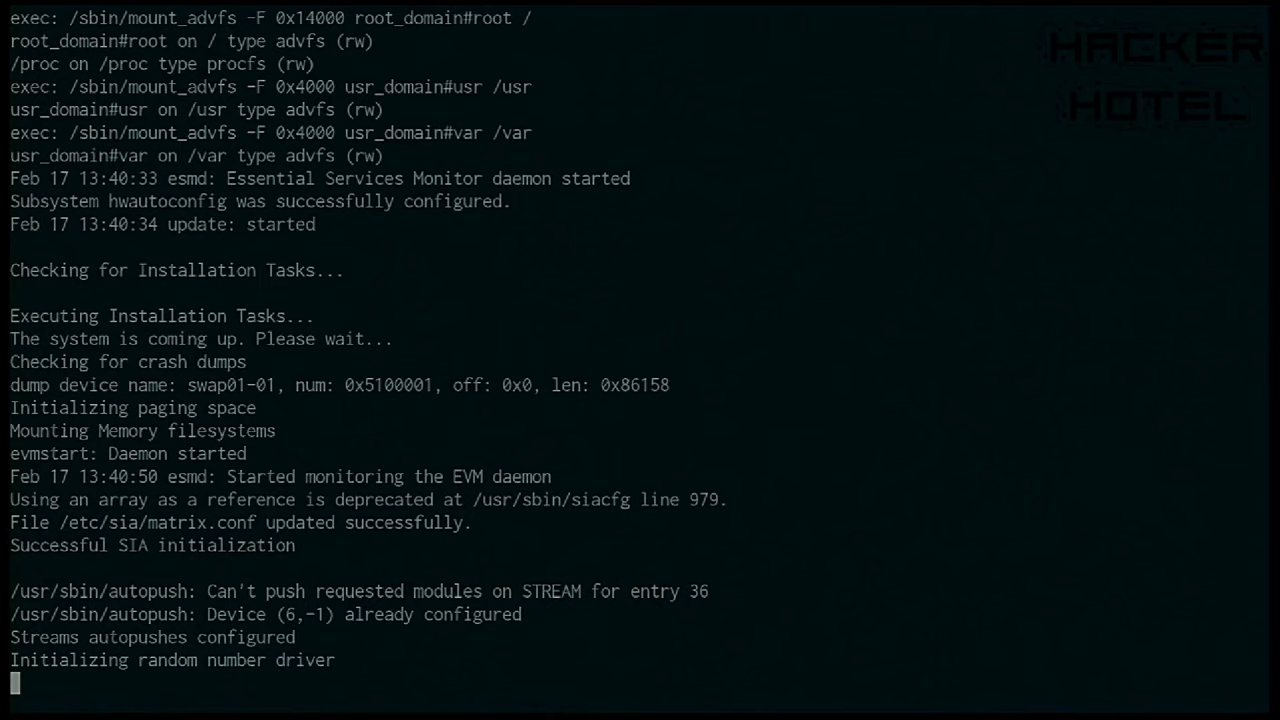 exec: /sbin/mount_advfs -F 0x14000 root_domain#root /
root_domain#root on / type advfs (rw)
/proc on /proc type procfs (rw)
exec: /sbin/mount_advfs -F 0x4000 usr_domain#usr /usr
usr_domain#usr on /usr type advfs (rw)
exec: /sbin/mount_advfs -F 0x4000 usr_domain#var /var
usr_domain#var on /var type advfs (rw)
Feb 17 13:40:33 esmd: Essential Services Monitor daemon started
Subsystem hwautoconfig was successfully configured.
Feb 17 13:40:34 update: started
Checking for Installation Tasks...
Executing Installation Tasks...
The system is coming up. Please wait...
Checking for crash dumps
dump device name: swap01-01, num: 0x5100001, off: 0x0, len: 0x86158
Initializing paging space
Mounting Memory filesystems
evmstart: Daemon started
Feb 17 13:40:50 esmd: Started monitoring the EVM daemon
Using an array as a reference is deprecated at /usr/sbin/siacfg line 979.
File /etc/sia/matrix.conf updated successfully.
Successful SIA initialization
/usr/sbin/autopush: Can't push requested modules on STREAM for entry 36
/usr/sbin/autopush: Device (6,-1) already configured
Streams autopushes configured
Initializing random number driver
HACKER
HOTEL